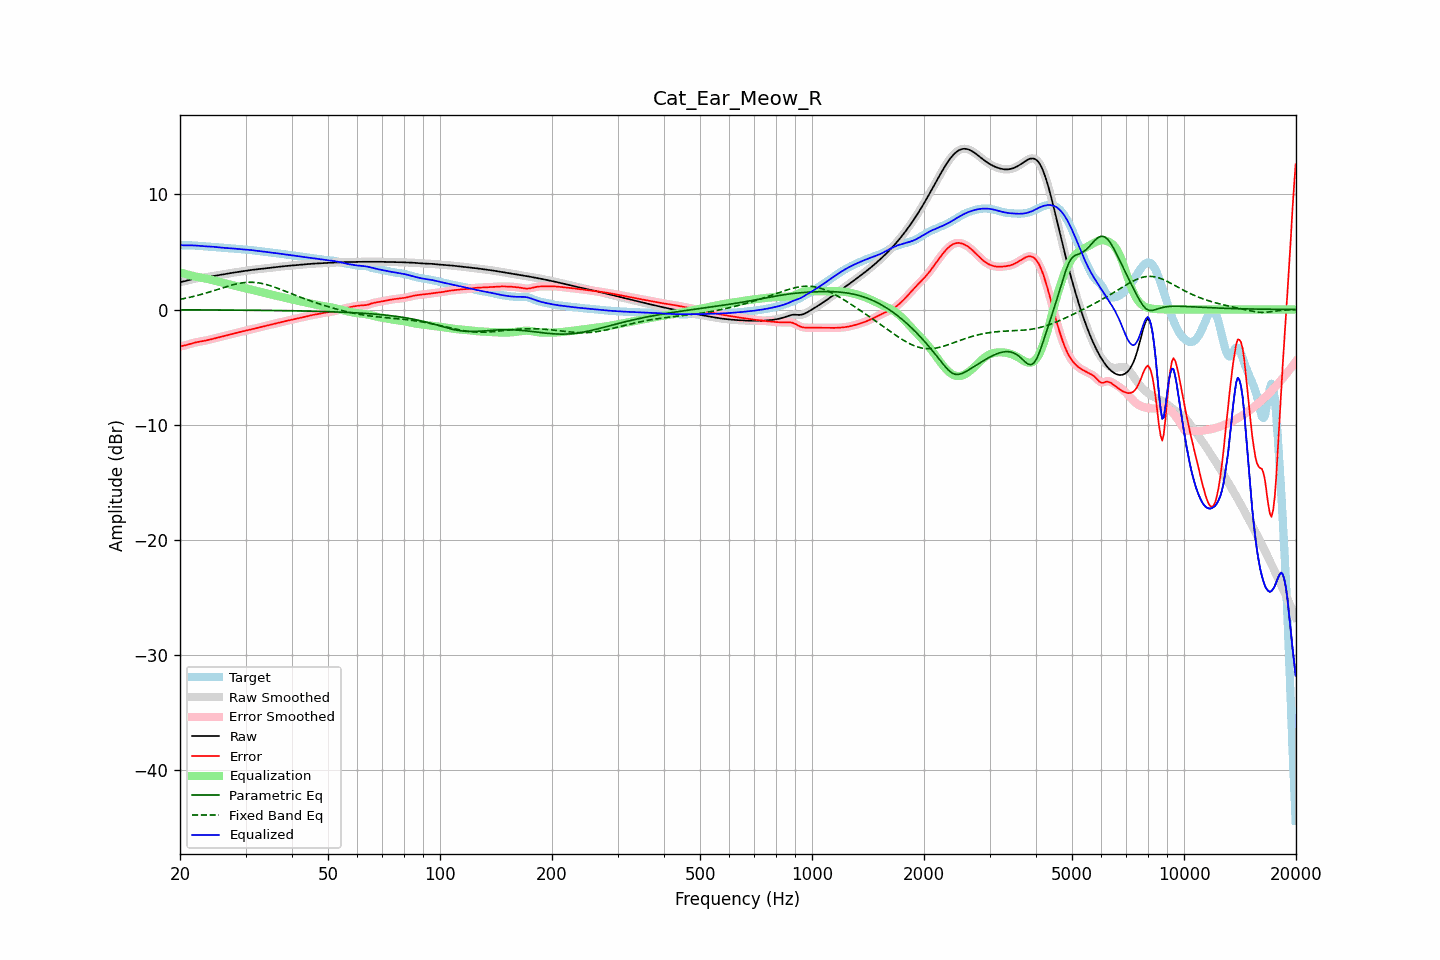 Cat_Ear_Meow_R
Amplitude (dBr)
10
0
−10
−20
−30
−40
Target
Raw Smoothed
Error Smoothed
Raw
Error
Equalization
Parametric Eq
Fixed Band Eq
Equalized
20 50 100 200 500 1000 2000 5000 10000 20000
Frequency (Hz)